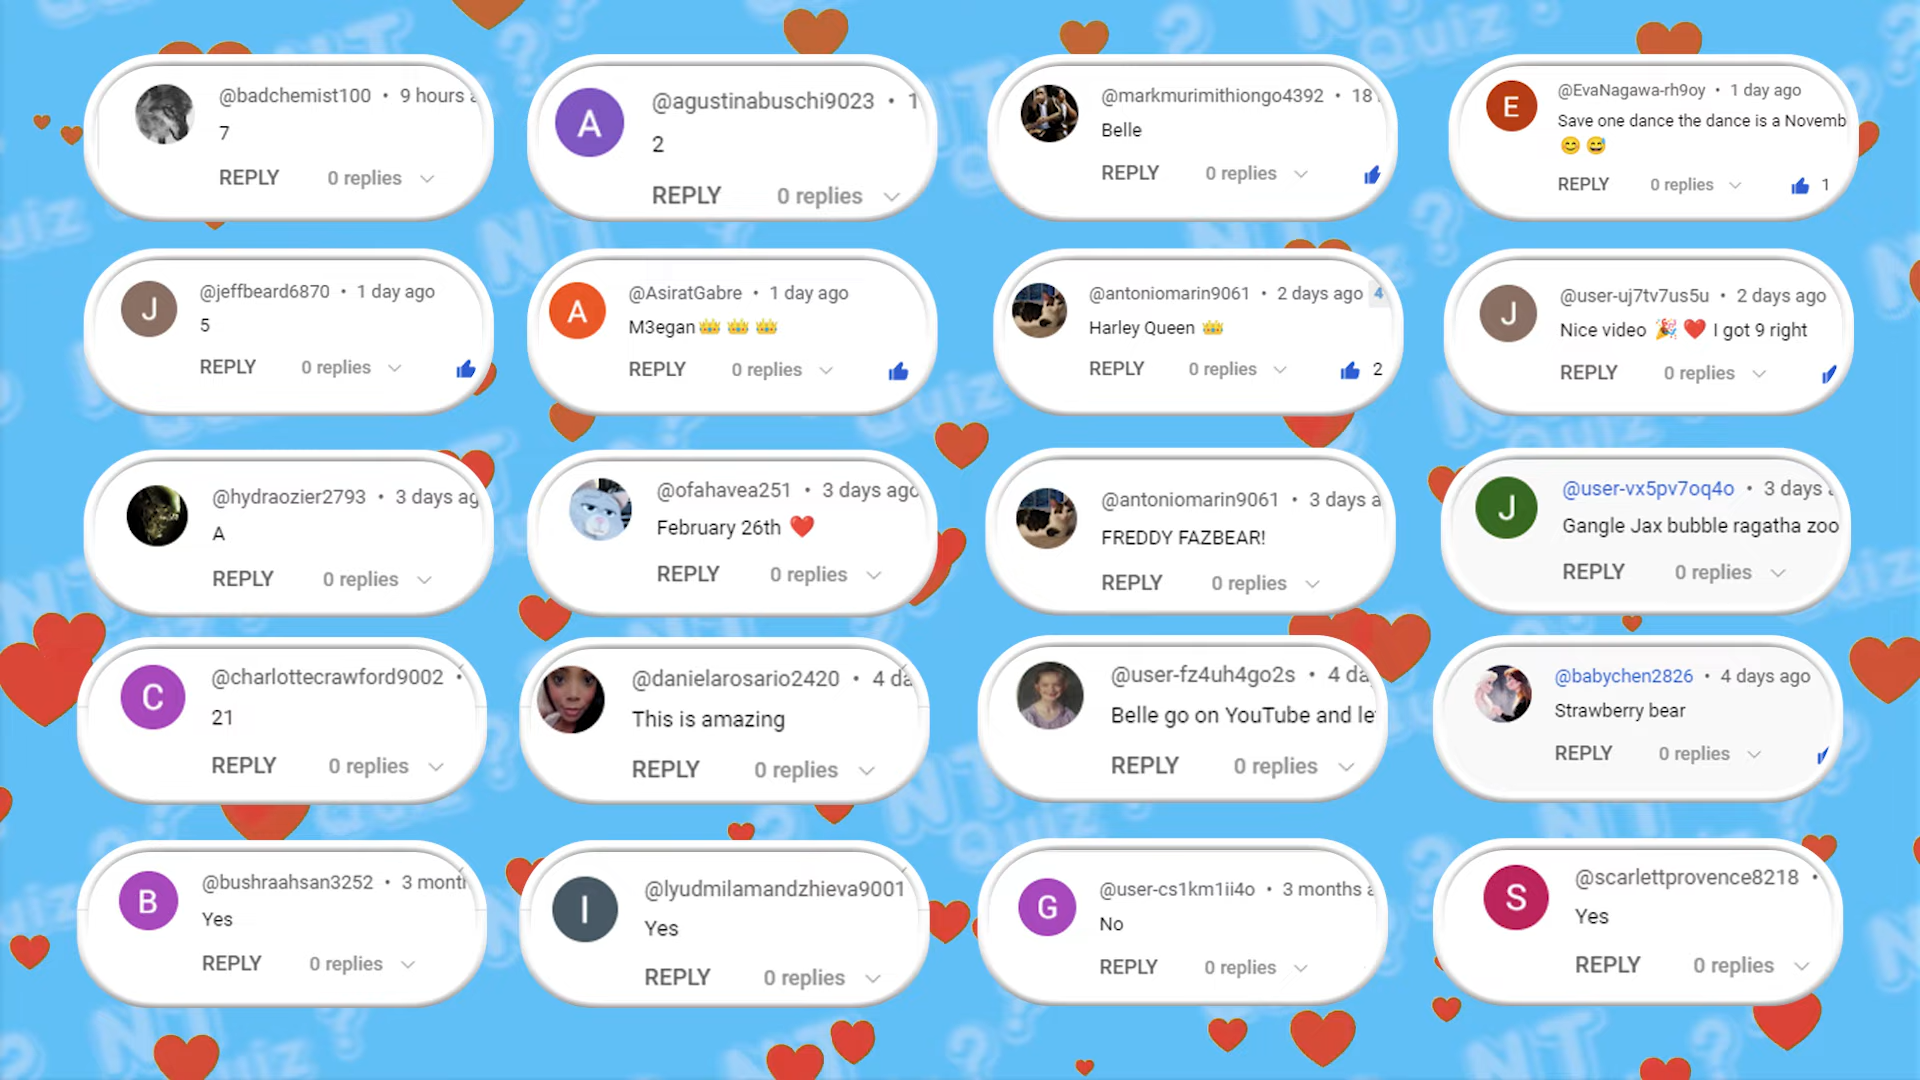 @badchemist100 • 9 hours
7
REPLY 0 replies
A
@agustinabuschi9023 • 1
2
REPLY 0 replies
@markmurimithiongo4392 • 18
Belle
REPLY 0 replies
E
@EvaNagawa-rh9oy • 1 day ago
Save one dance the dance is a Novemb
😊 😅
REPLY 0 replies 1
J
@jeffbeard6870 • 1 day ago
5
REPLY 0 replies
A
@AsiratGabre • 1 day ago
M3egan 👑 👑 👑
REPLY 0 replies
@antoniomarin9061 • 2 days ago 4
Harley Queen 👑
REPLY 0 replies 2
J
@user-uj7tv7us5u • 2 days ago
Nice video 🎉 ❤️ I got 9 right
REPLY 0 replies
@hydraozier2793 • 3 days ag
A
REPLY 0 replies
@ofahavea251 • 3 days ago
February 26th ❤️
REPLY 0 replies
@antoniomarin9061 • 3 days a
FREDDY FAZBEAR!
REPLY 0 replies
J
@user-vx5pv7oq4o • 3 days
Gangle Jax bubble ragatha zoo
REPLY 0 replies
C
@charlottecrawford9002 •
21
REPLY 0 replies
@danielarosario2420 • 4 da
This is amazing
REPLY 0 replies
@user-fz4uh4go2s • 4 da
Belle go on YouTube and le
REPLY 0 replies
@babychen2826 • 4 days ago
Strawberry bear
REPLY 0 replies
B
@bushraahsan3252 • 3 month
Yes
REPLY 0 replies
I
@lyudmilamandzhieva9001
Yes
REPLY 0 replies
G
@user-cs1km1ii4o • 3 months a
No
REPLY 0 replies
S
@scarlettprovence8218 •
Yes
REPLY 0 replies
NT
Quiz